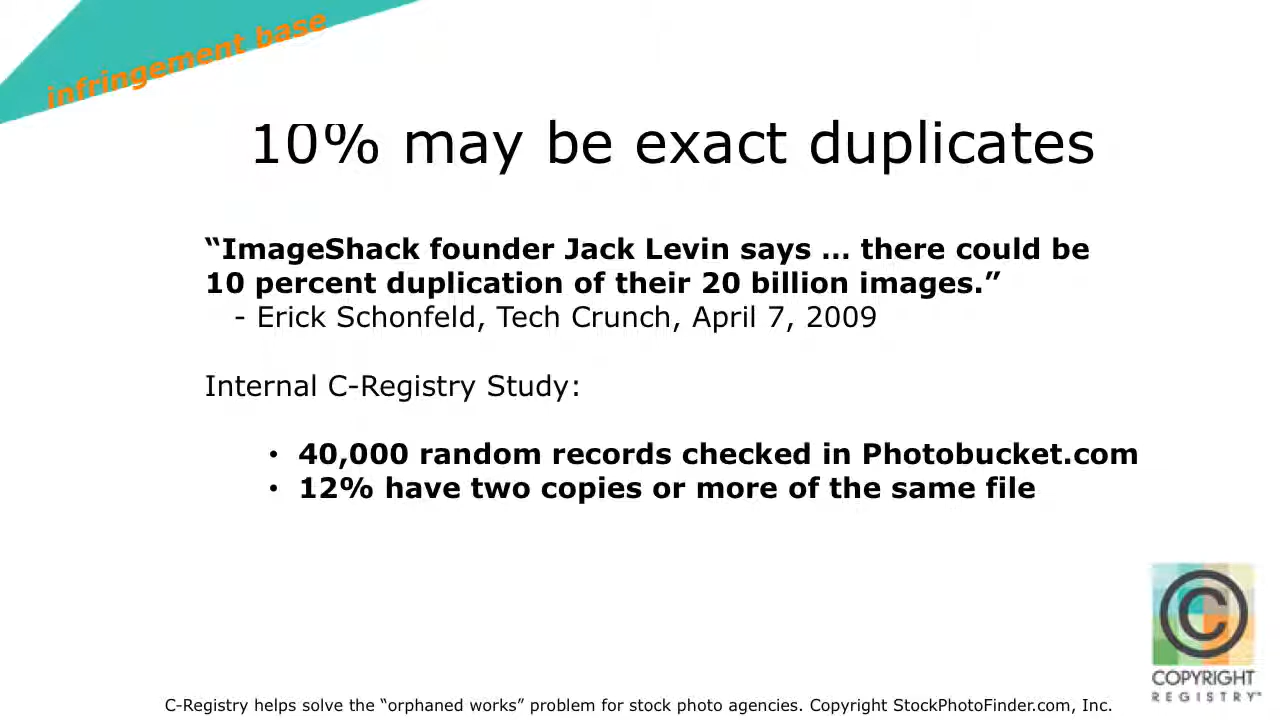 infringement base
10% may be exact duplicates
“ImageShack founder Jack Levin says … there could be
10 percent duplication of their 20 billion images.”
- Erick Schonfeld, Tech Crunch, April 7, 2009
Internal C-Registry Study:
• 40,000 random records checked in Photobucket.com
• 12% have two copies or more of the same file
©
COPYRIGHT
REGISTRY™
C-Registry helps solve the “orphaned works” problem for stock photo agencies. Copyright StockPhotoFinder.com, Inc.